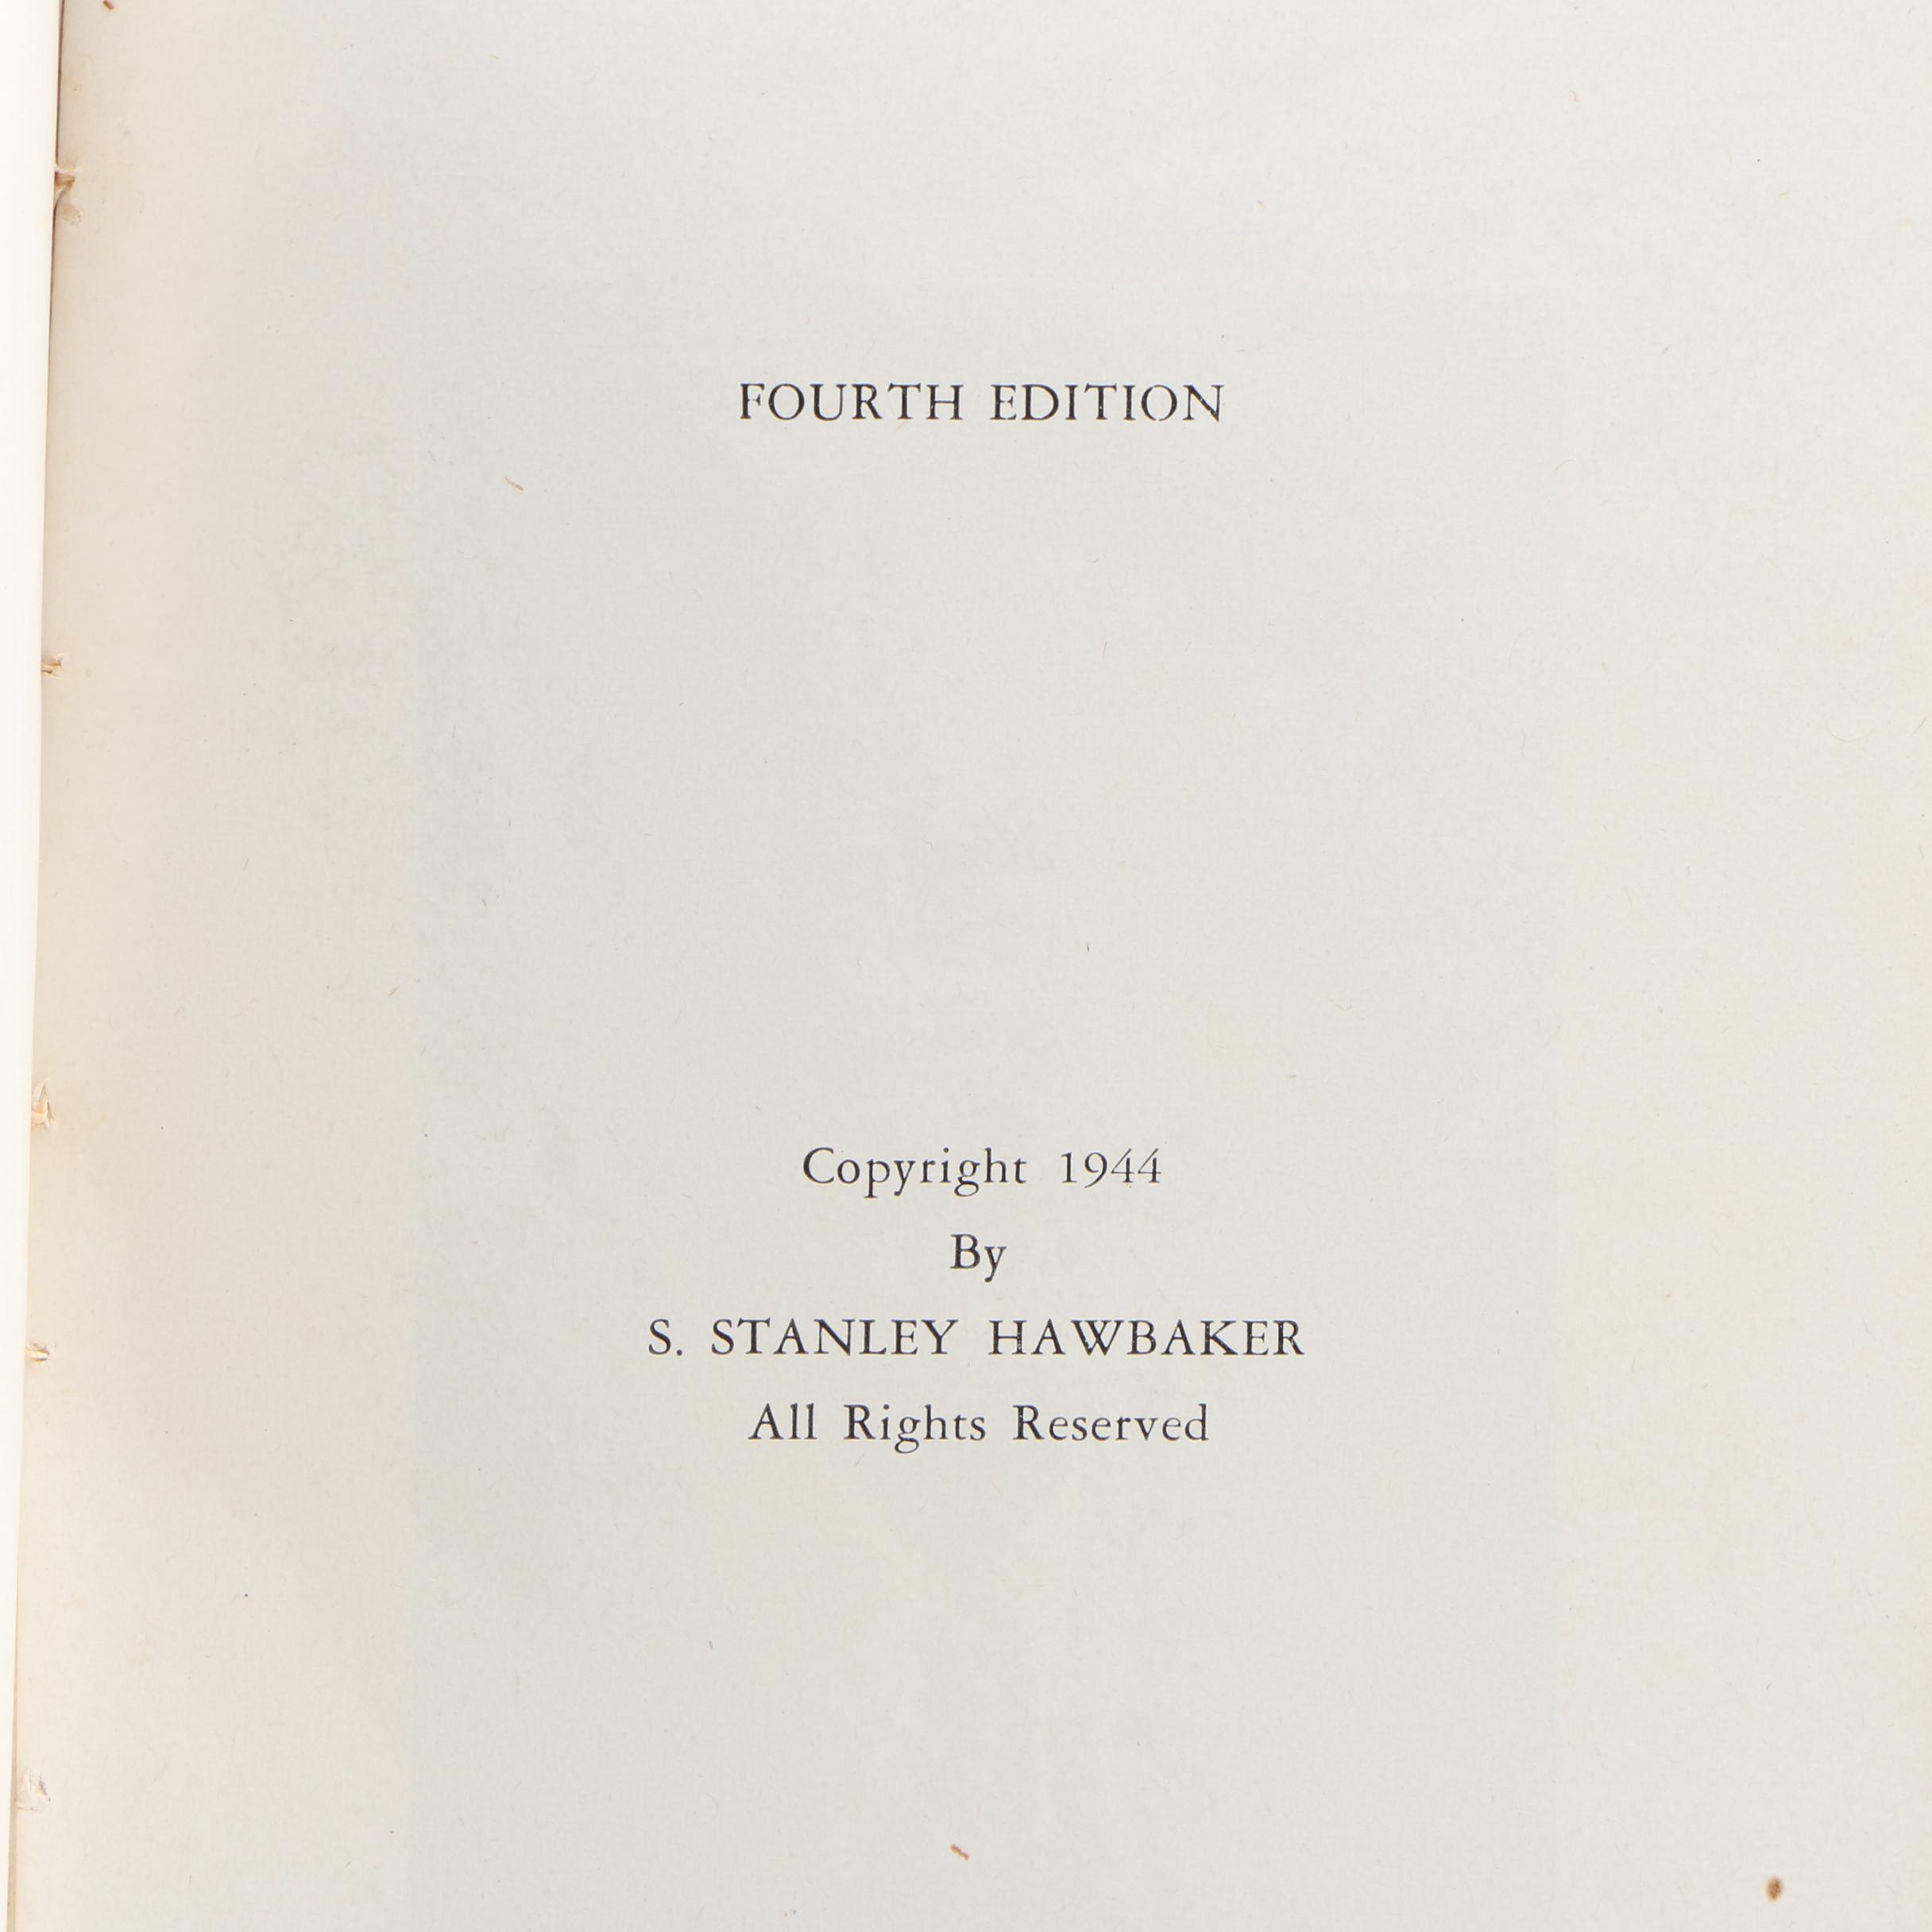 FOURTH EDITION
Copyright 1944
By
S. STANLEY HAWBAKER
All Rights Reserved